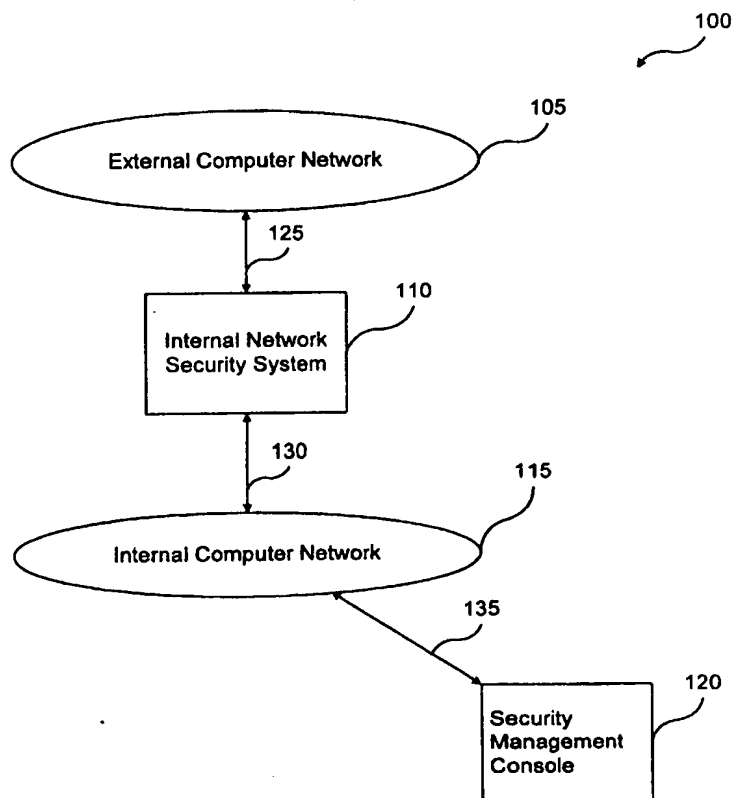 100
105
External Computer Network
125
110
Internal Network
Security System
130
115
Internal Computer Network
135
120
Security
Management
Console